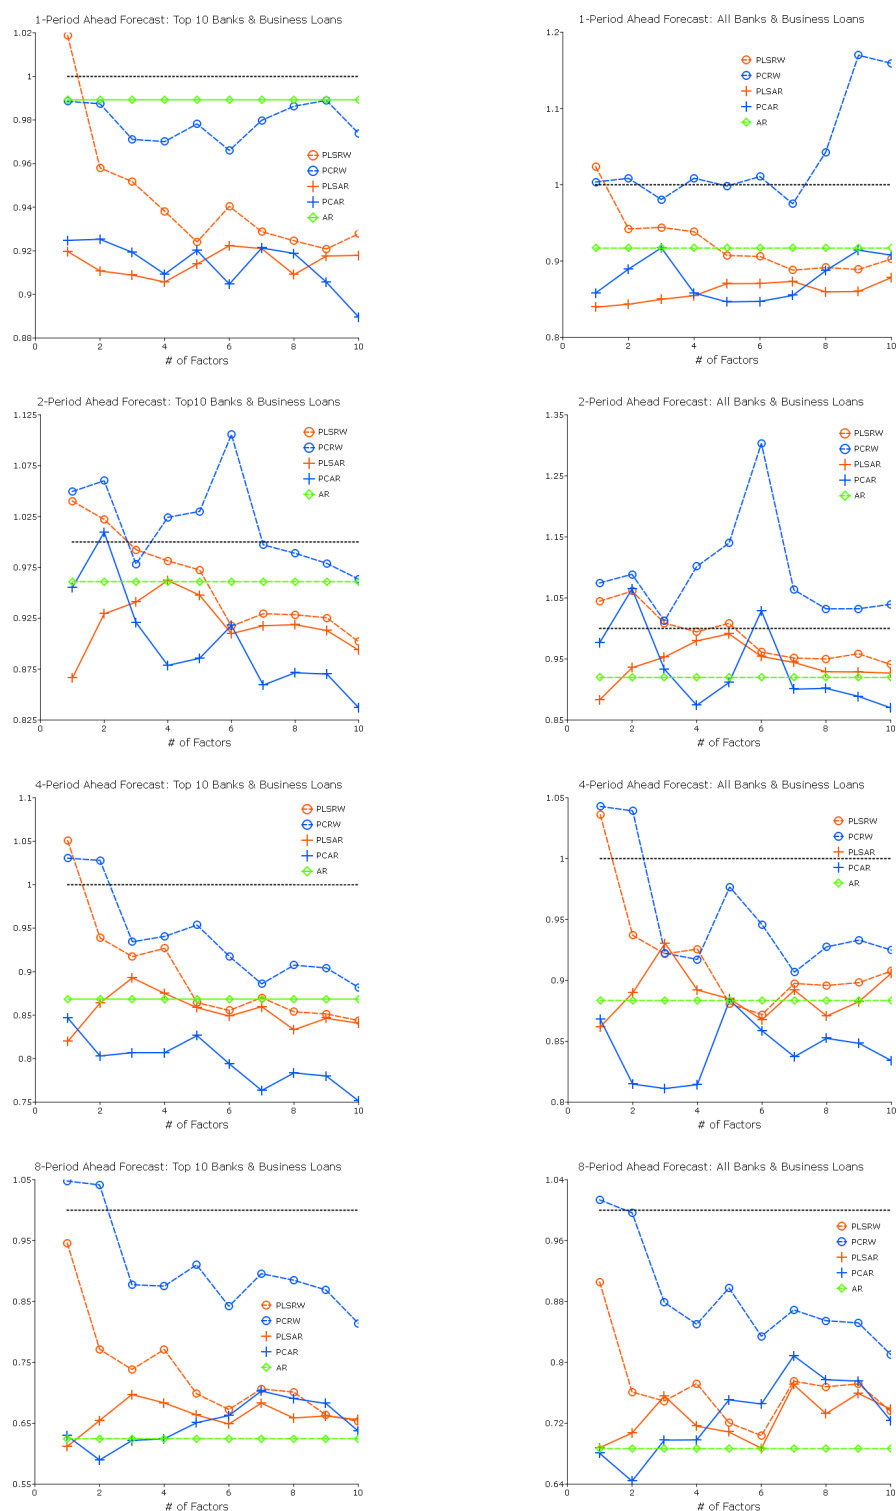 1-Period Ahead Forecast: Top 10 Banks & Business Loans
1.02
1
0.98
0.96
0.94
0.92
0.9
0.88
PLSRW
PCRW
PLSAR
PCAR
AR
0 2 4 6 8 10
# of Factors
1-Period Ahead Forecast: All Banks & Business Loans
1.2
1.1
1
0.9
0.8
PLSRW
PCRW
PLSAR
PCAR
AR
0 2 4 6 8 10
# of Factors
2-Period Ahead Forecast: Top10 Banks & Business Loans
1.125
1.075
1.025
0.975
0.925
0.875
0.825
PLSRW
PCRW
PLSAR
PCAR
AR
0 2 4 6 8 10
# of Factors
2-Period Ahead Forecast: All Banks & Business Loans
1.35
1.25
1.15
1.05
0.95
0.85
PLSRW
PCRW
PLSAR
PCAR
AR
0 2 4 6 8 10
# of Factors
4-Period Ahead Forecast: Top 10 Banks & Business Loans
1.1
1.05
1
0.95
0.9
0.85
0.8
0.75
PLSRW
PCRW
PLSAR
PCAR
AR
0 2 4 6 8 10
# of Factors
4-Period Ahead Forecast: All Banks & Business Loans
1.05
1
0.95
0.9
0.85
0.8
PLSRW
PCRW
PLSAR
PCAR
AR
0 2 4 6 8 10
# of Factors
8-Period Ahead Forecast: Top 10 Banks & Business Loans
1.05
0.95
0.85
0.75
0.65
0.55
PLSRW
PCRW
PLSAR
PCAR
AR
0 2 4 6 8 10
# of Factors
8-Period Ahead Forecast: All Banks & Business Loans
1.04
0.96
0.88
0.8
0.72
0.64
PLSRW
PCRW
PLSAR
PCAR
AR
0 2 4 6 8 10
# of Factors